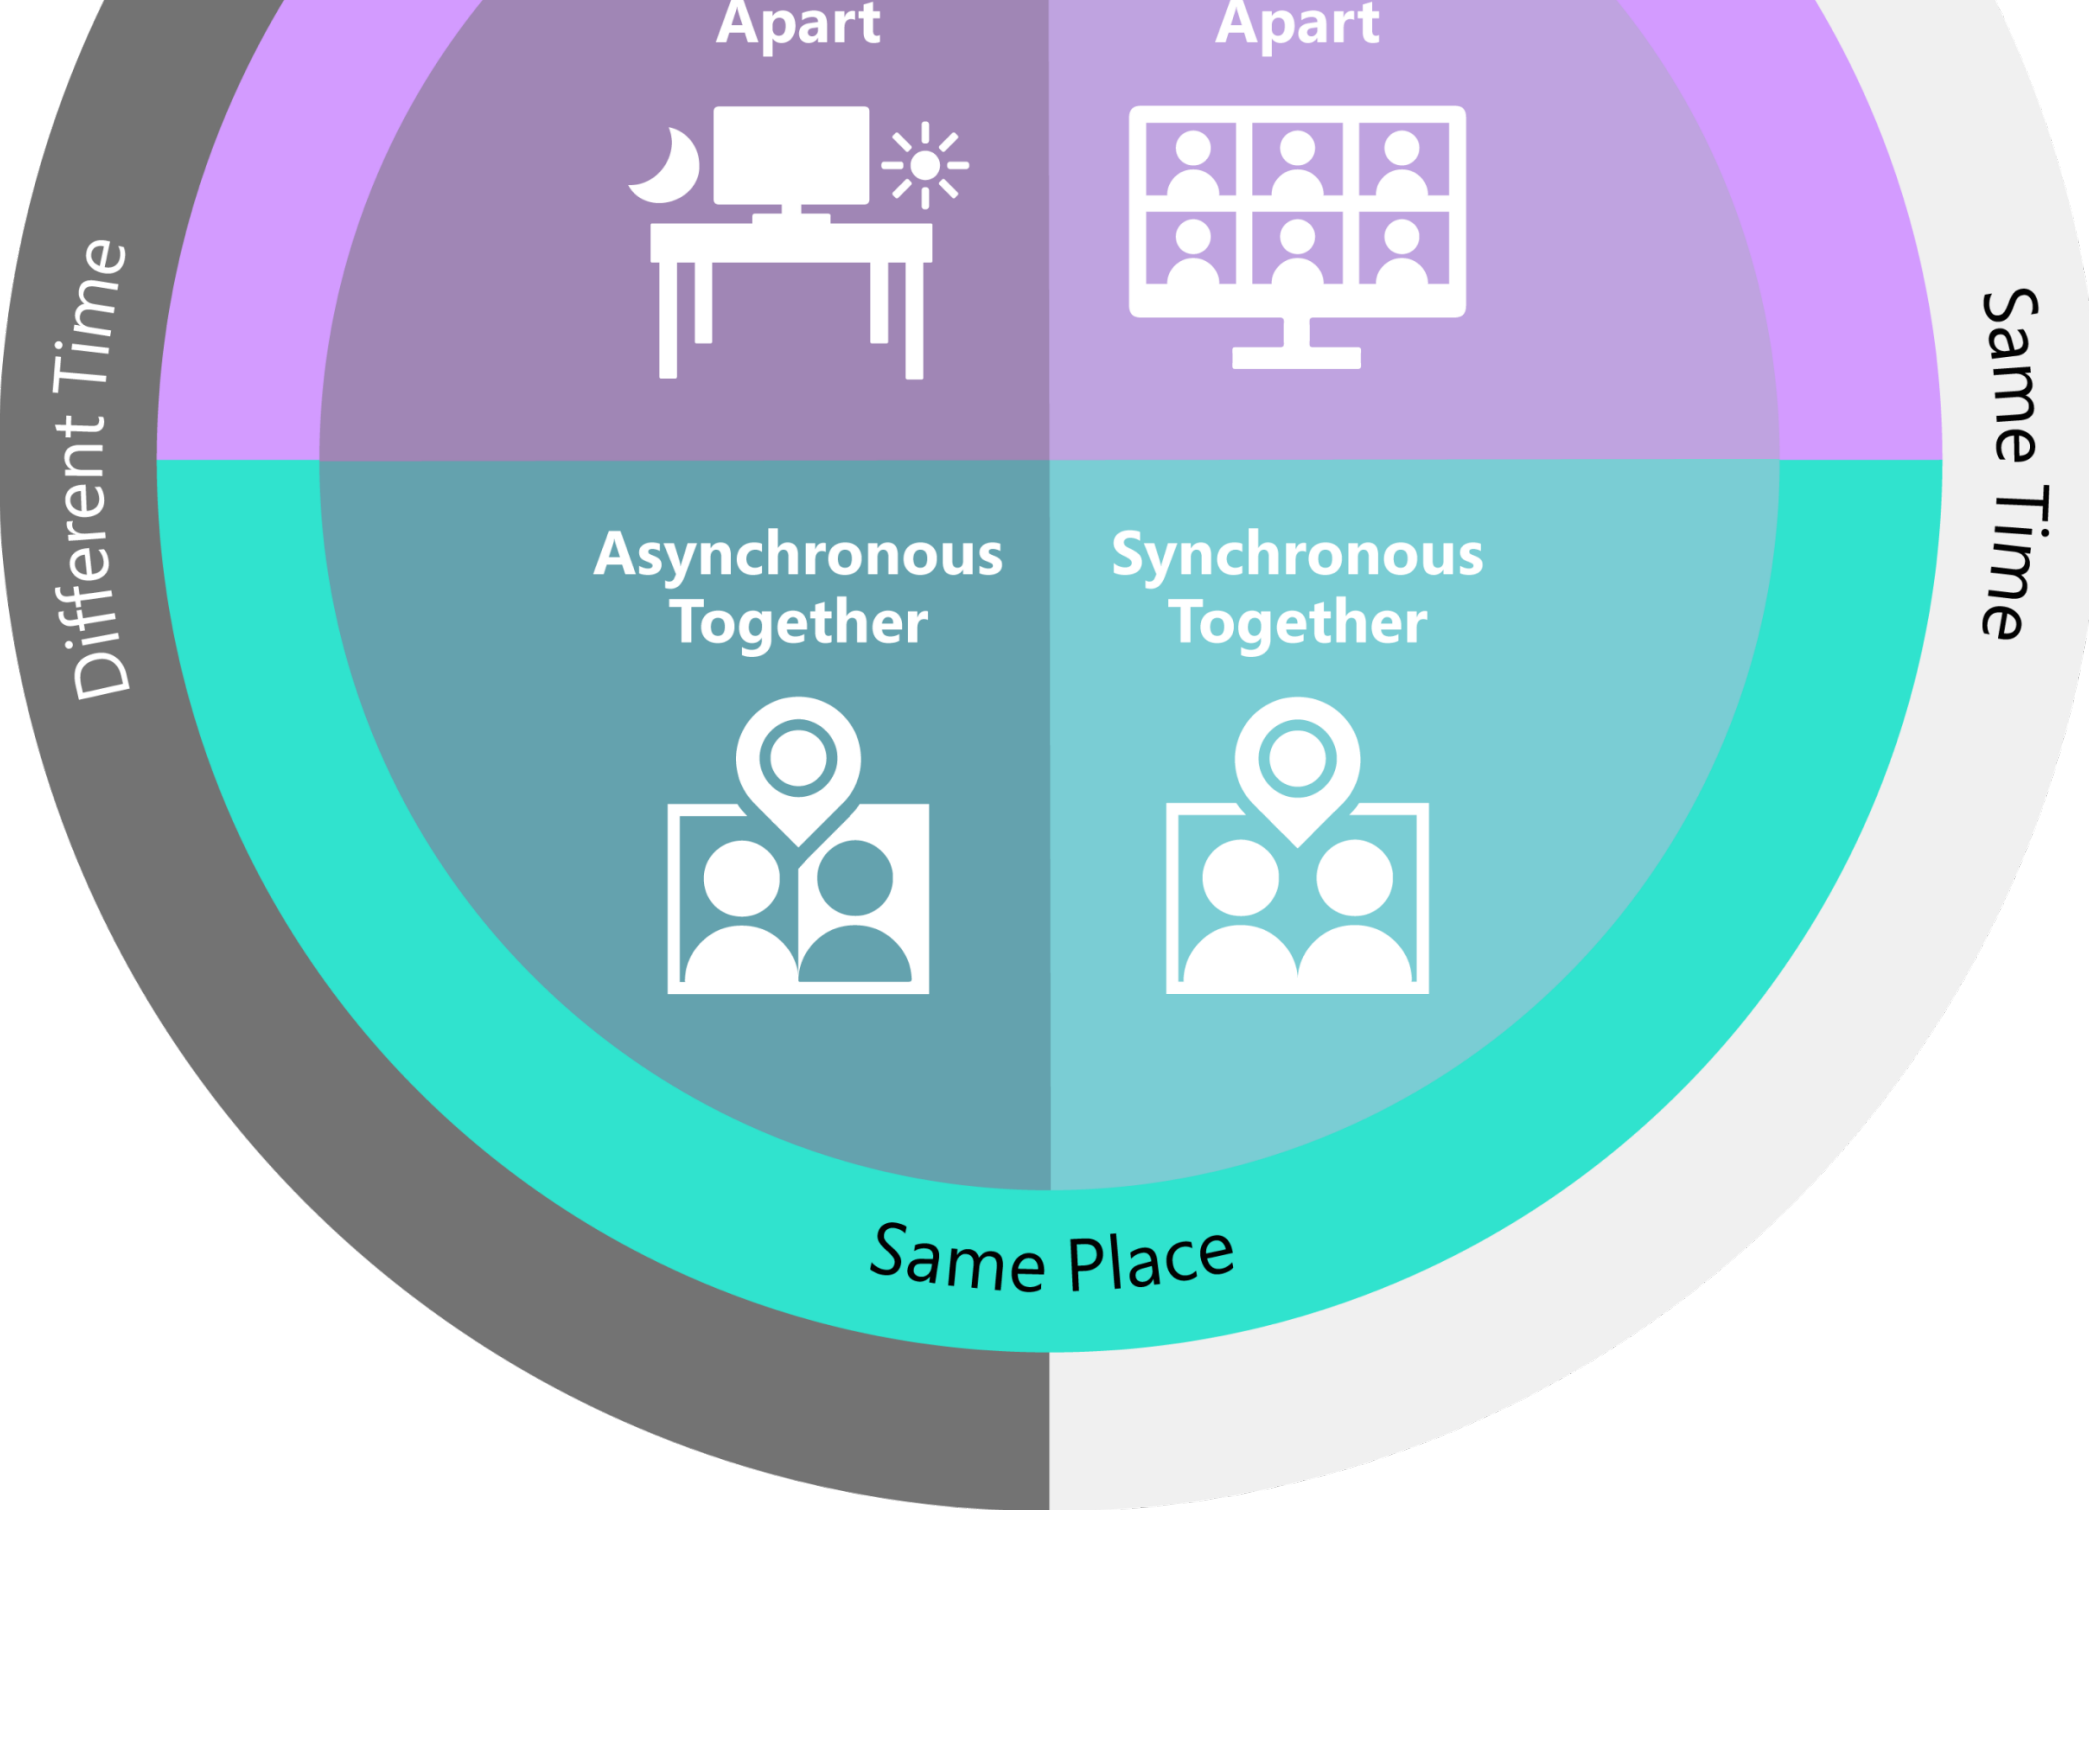 Apart
Apart
Different Time
Same Time
Asynchronous
Together
Synchronous
Together
Same Place